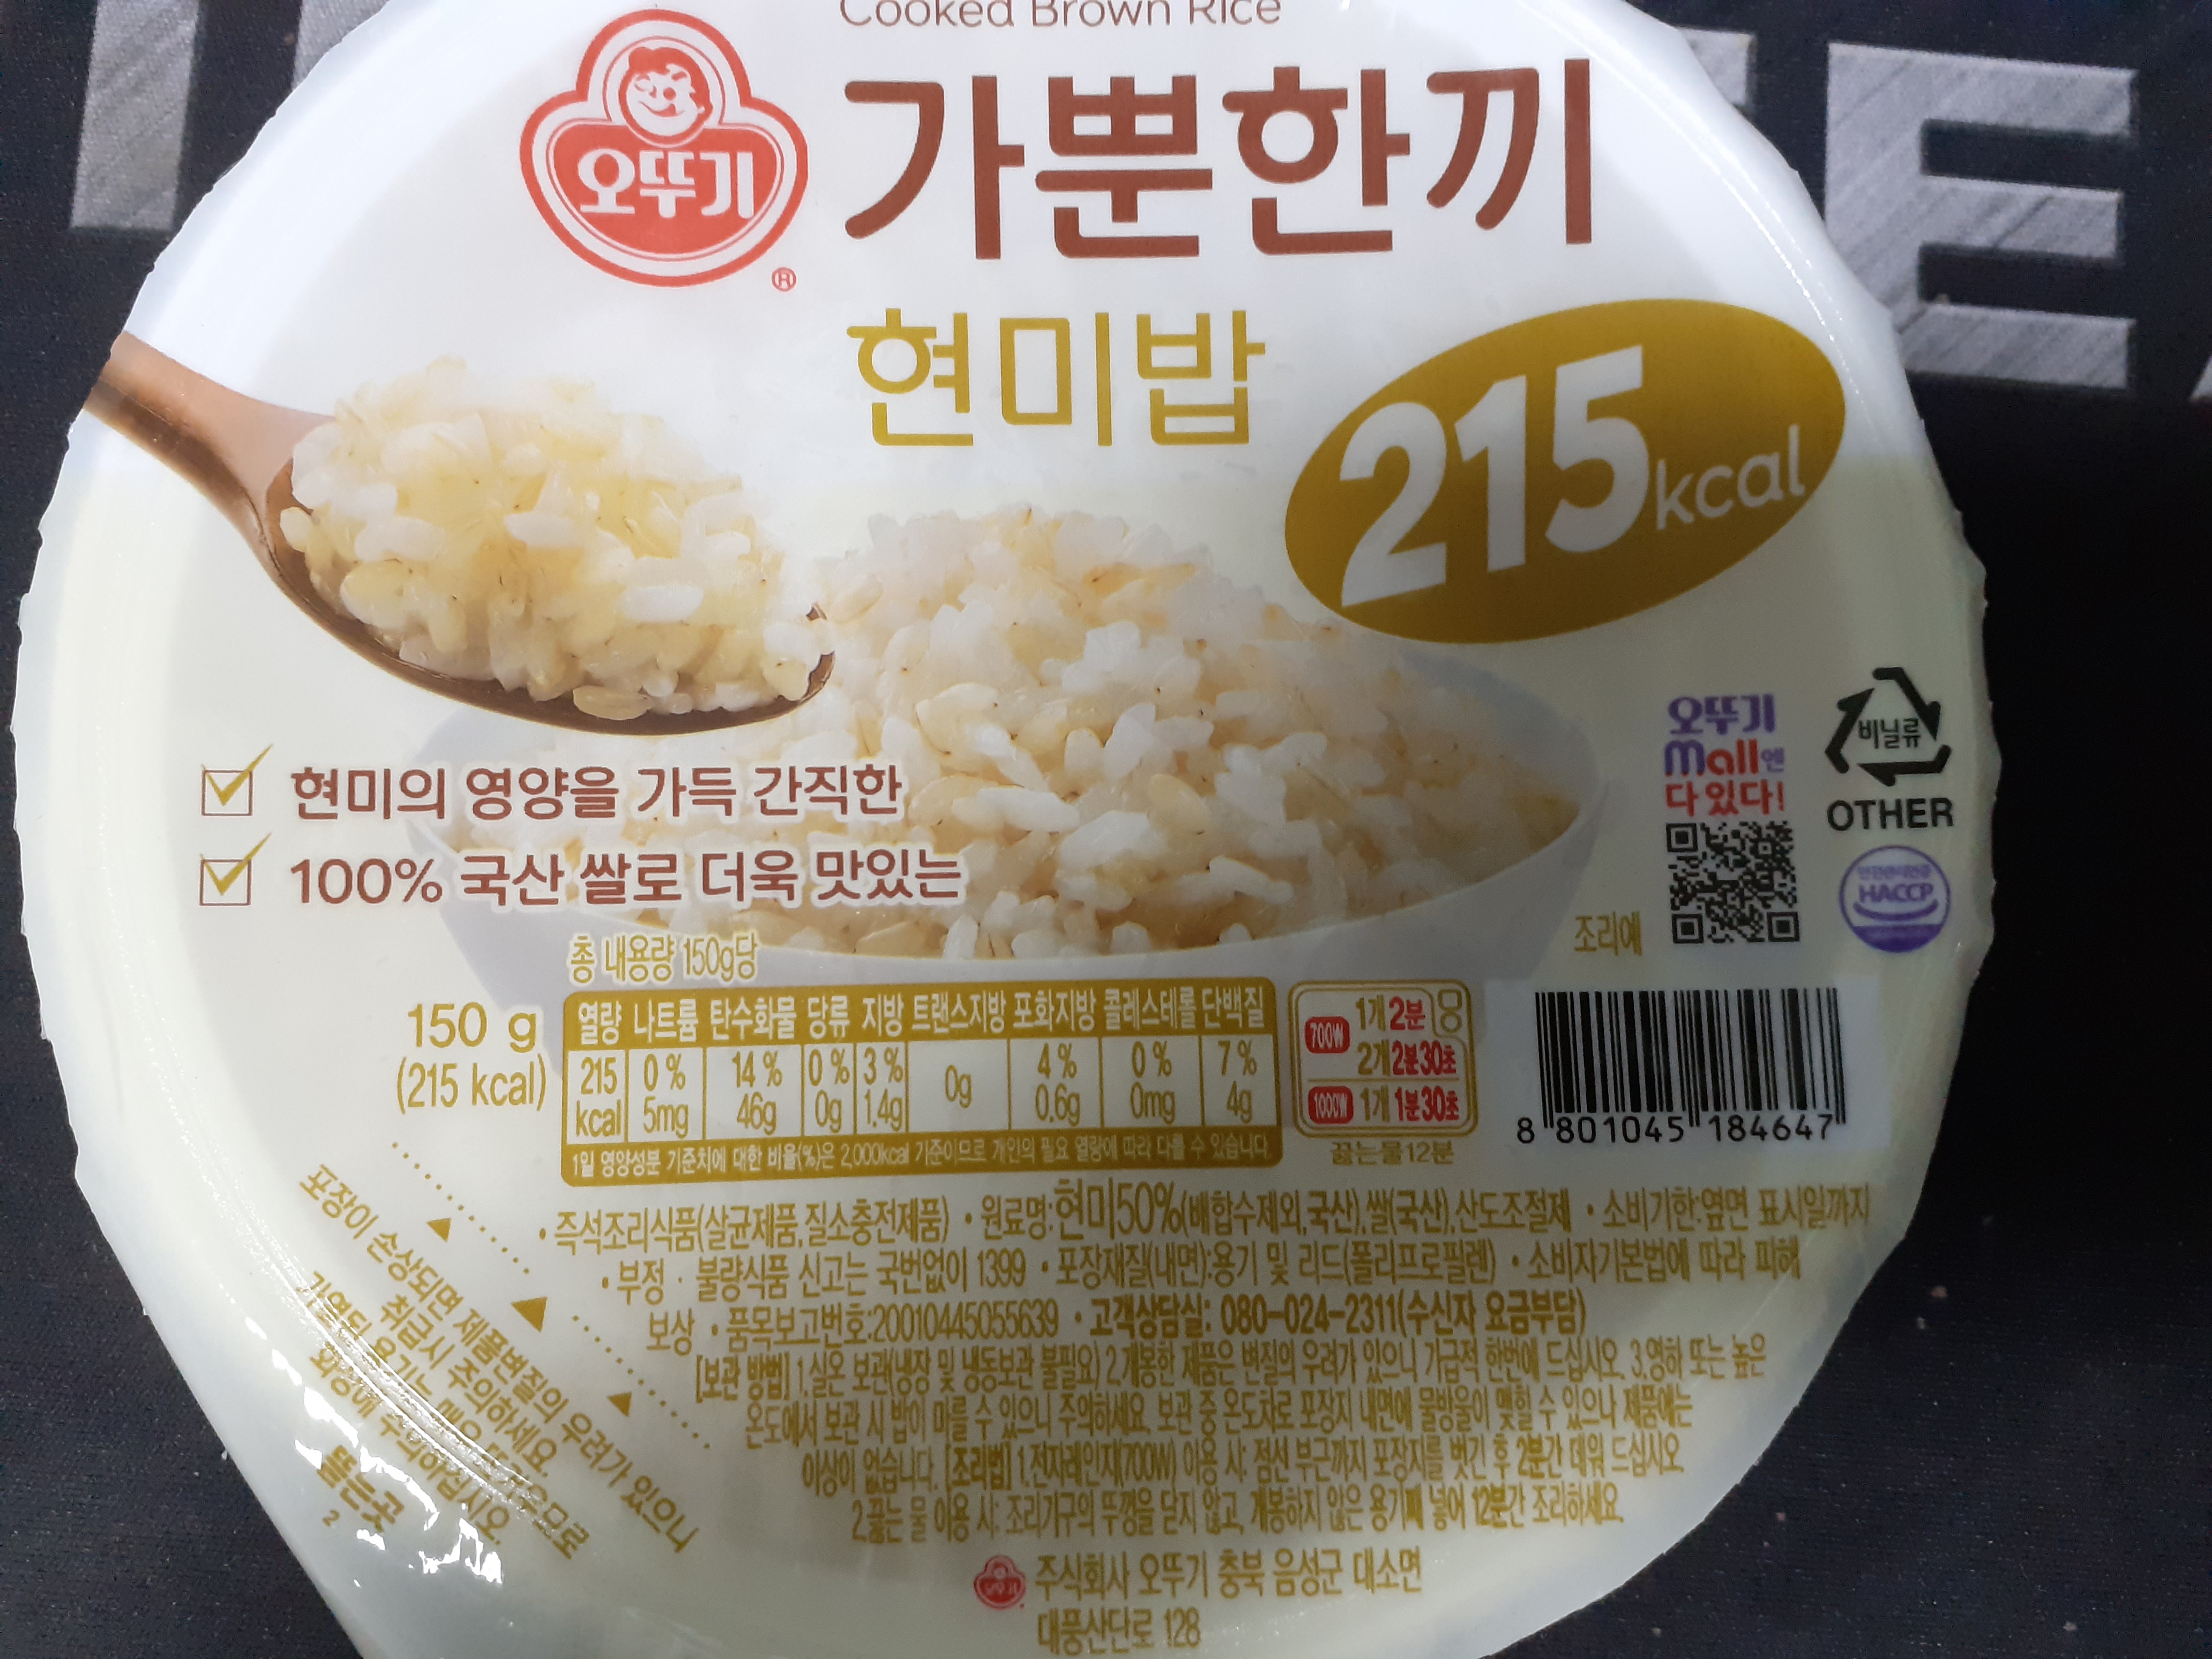 Cooked Brown Rice
오뚜기
®
가뿐한끼
현미밥
215kcal
오뚜기
Mall엔
다 있다!
비닐류
OTHER
HACCP
현미의 영양을 가득 간직한
100% 국산 쌀로 더욱 맛있는
조리예
총 내용량 150g당
150 g
(215 kcal)
열량 나트륨 탄수화물 당류 지방 트랜스지방 포화지방 콜레스테롤 단백질
215 0 % 14 % 0 % 3 % 0g 4 % 0 % 7 %
kcal 5mg 46g 0g 1.4g 0.6g 0mg 4g
1일 영양성분 기준치에 대한 비율(%)은 2,000kcal 기준이므로 개인의 필요 열량에 따라 다를 수 있습니다.
700W 1개 2분
2개 2분30초
1000W 1개 1분30초
끓는물12분
8 801045 184647
• 즉석조리식품(살균제품,질소충전제품) • 원료명:현미50%(배합수제외,국산),쌀(국산),산도조절제 • 소비기한:옆면 표시일까지
• 부정 · 불량식품 신고는 국번없이 1399 • 포장재질(내면):용기 및 리드(폴리프로필렌) • 소비자기본법에 따라 피해
보상 • 품목보고번호:20010445055639 • 고객상담실: 080-024-2311(수신자 요금부담)
[보관 방법] 1.실온 보관(냉장 및 냉동보관 불필요) 2.개봉한 제품은 변질의 우려가 있으니 가급적 한번에 드십시오. 3.영하 또는 높은
온도에서 보관 시 밥이 마를 수 있으니 주의하세요. 보관 중 온도차로 포장지 내면에 물방울이 맺힐 수 있으나 제품에는
이상이 없습니다. [조리법] 1.전자레인지(700W) 이용 시: 점선 부근까지 포장지를 벗긴 후 2분간 데워 드십시오.
2.끓는 물 이용 시: 조리기구의 뚜껑을 닫지 않고, 개봉하지 않은 용기째 넣어 12분간 조리하세요.
포장이 손상되면 제품변질의 우려가 있으니
취급시 주의하세요.
가열된 용기는 매우 뜨거우므로
화상에 주의하십시오.
뜯는곳
2
주식회사 오뚜기 충북 음성군 대소면
대풍산단로 128